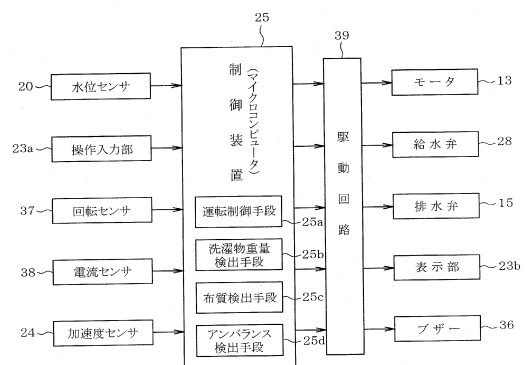 25
39
20
水位センサ
制御装置
(マイクロコンピュータ)
駆動回路
モータ
13
23a
操作入力部
給水弁
28
37
回転センサ
運転制御手段
25a
排水弁
15
洗濯物重量
検出手段
25b
38
電流センサ
表示部
23b
布質検出手段
25c
24
加速度センサ
アンバランス
検出手段
25d
ブザー
36